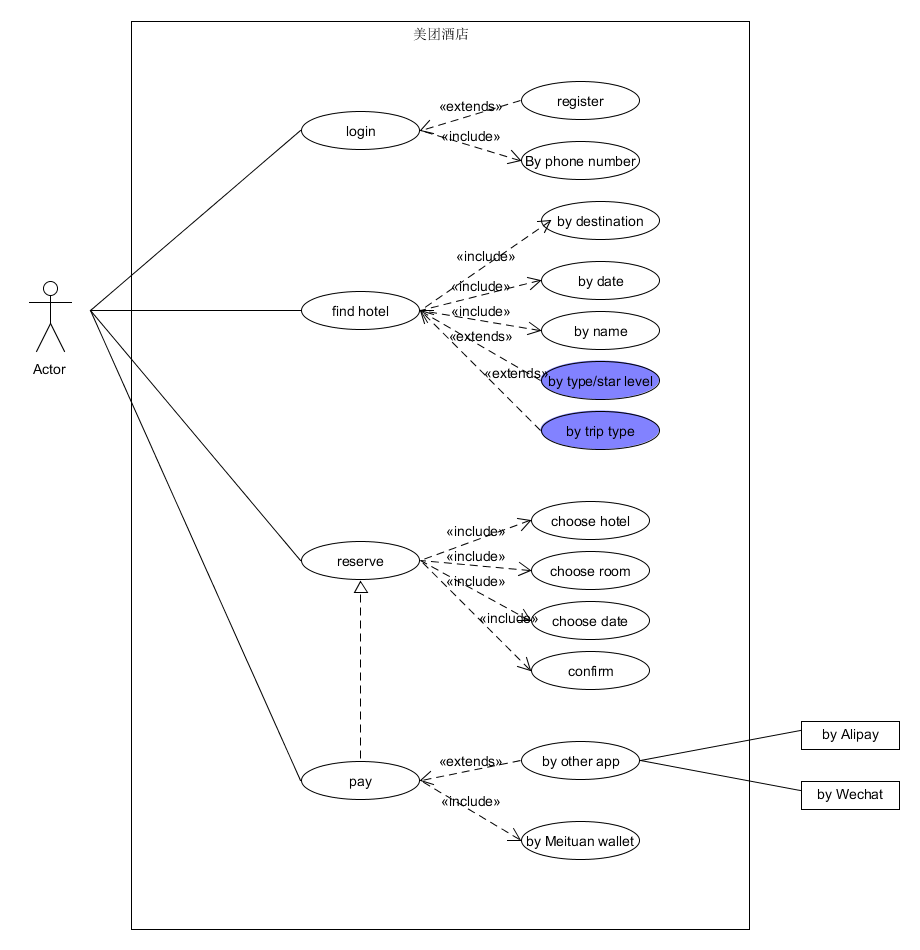 美团酒店
«extends»
register
login
«include»
By phone number
by destination
«include»
by date
«include»
find hotel
«include»
by name
«extends»
Actor
«extends»
by type/star level
by trip type
choose hotel
«include»
reserve
«include»
choose room
«include»
«include»
choose date
confirm
by Alipay
«extends»
by other app
pay
by Wechat
«include»
by Meituan wallet